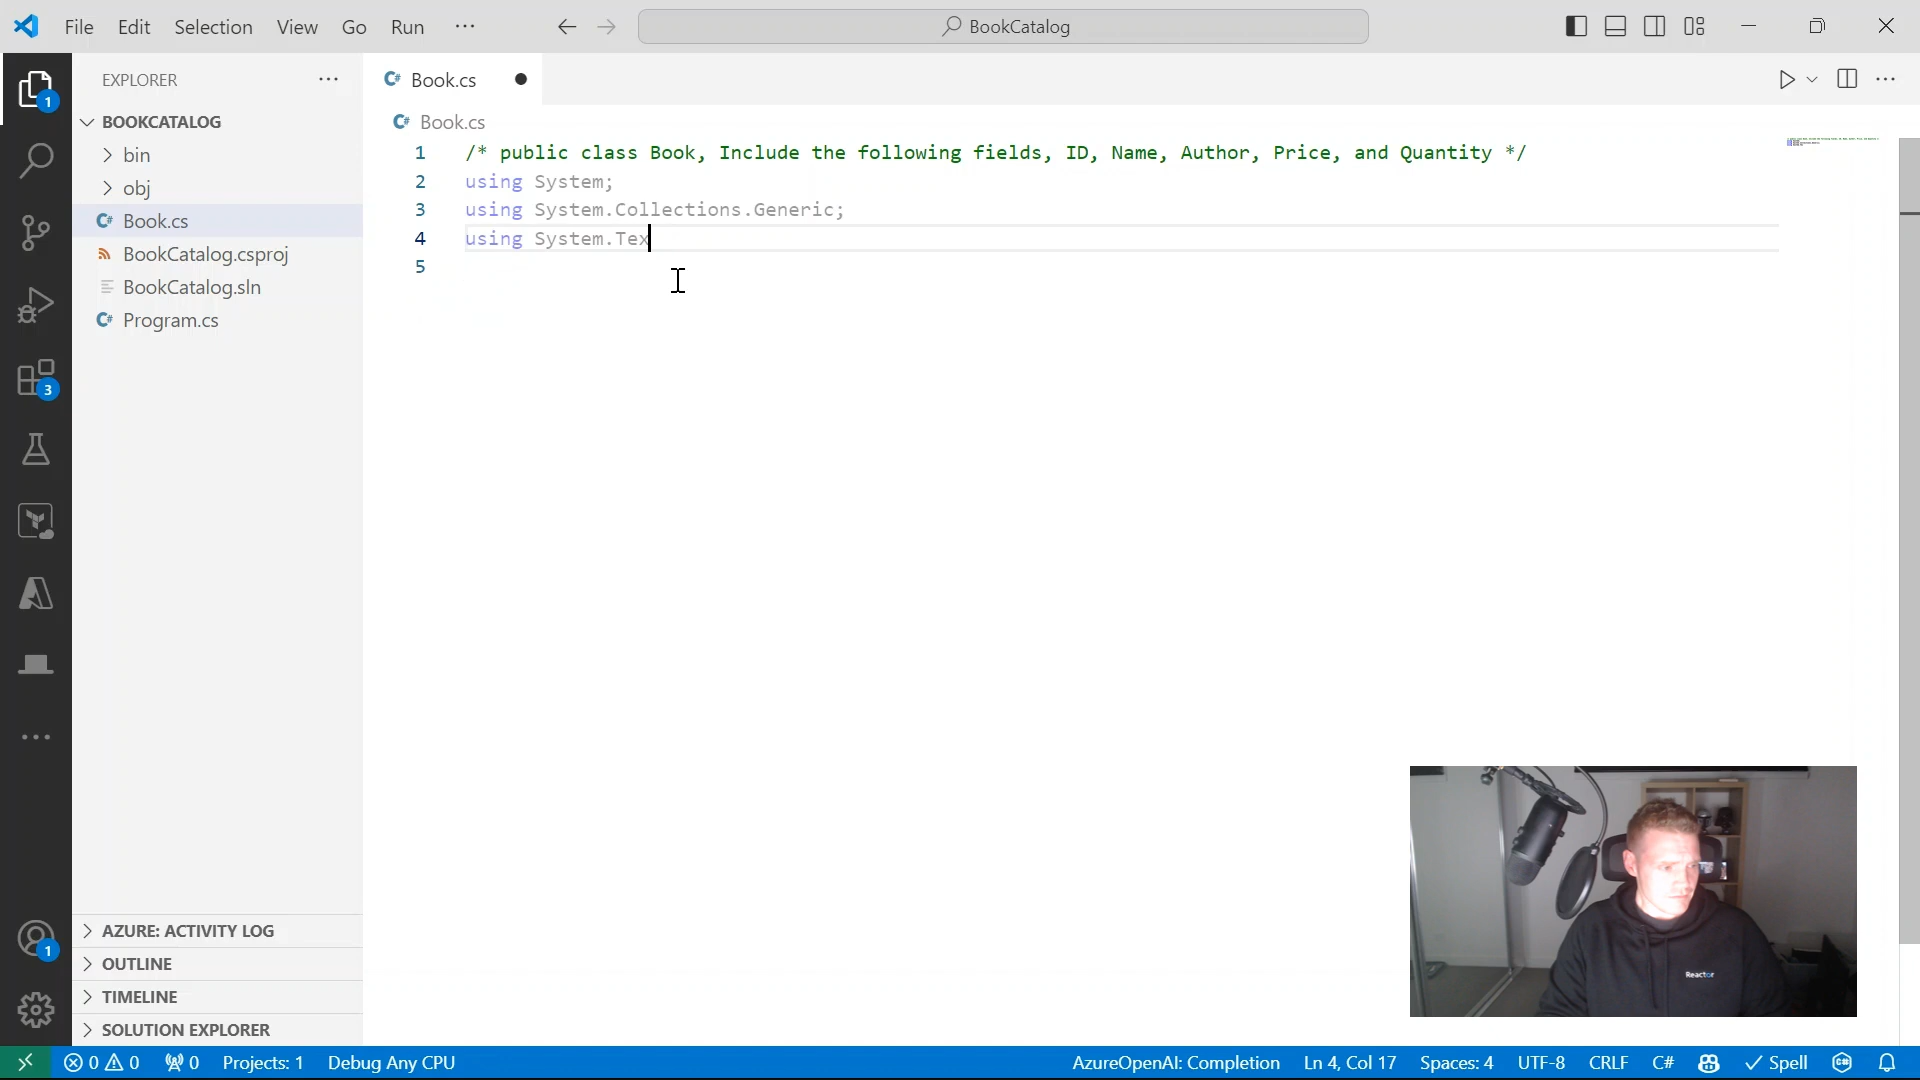 File Edit Selection View Go Run ··· BookCatalog
EXPLORER ···
Book.cs
BOOKCATALOG
bin
obj
Book.cs
BookCatalog.csproj
BookCatalog.sln
Program.cs
AZURE: ACTIVITY LOG
OUTLINE
TIMELINE
SOLUTION EXPLORER
1
3
1
Book.cs
1 /* public class Book, Include the following fields, ID, Name, Author, Price, and Quantity */
2 using System;
3 using System.Collections.Generic;
4 using System.Tex
5
Reactor
0 0 0 Projects: 1 Debug Any CPU AzureOpenAI: Completion Ln 4, Col 17 Spaces: 4 UTF-8 CRLF C# Spell